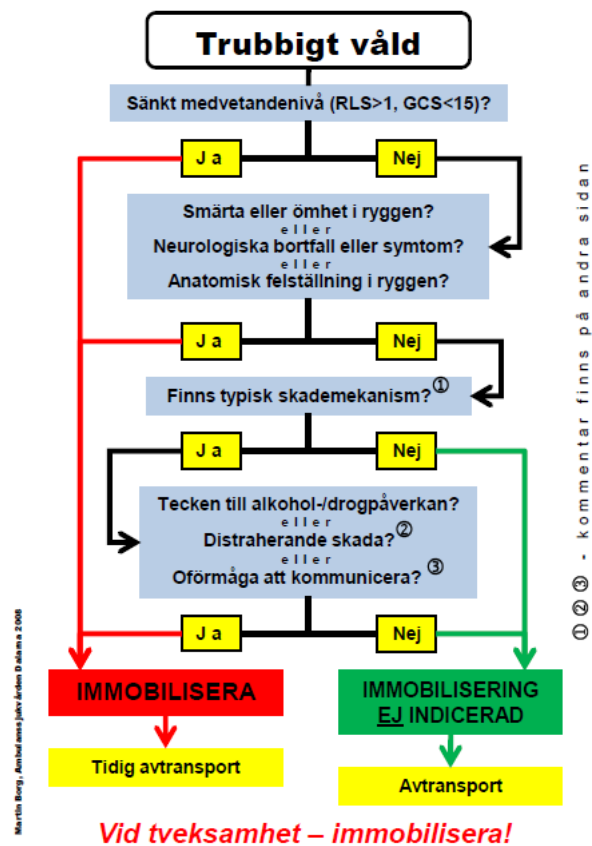 Trubbigt våld
Sänkt medvetandenivå (RLS>1, GCS<15)?
Ja
Nej
Smärta eller ömhet i ryggen?
eller
Neurologiska bortfall eller symtom?
eller
Anatomisk felställning i ryggen?
Ja
Nej
Finns typisk skademekanism? ①
Ja
Nej
Tecken till alkohol-/drogpåverkan?
eller
Distraherande skada? ②
eller
Oförmåga att kommunicera? ③
Ja
Nej
IMMOBILISERA
IMMOBILISERING
EJ INDICERAD
Tidig avtransport
Avtransport
Vid tveksamhet – immobilisera!
①②③ - kommentar finns på andra sidan
Martin Borg, Ambulanssjukvården Dalarna 2008